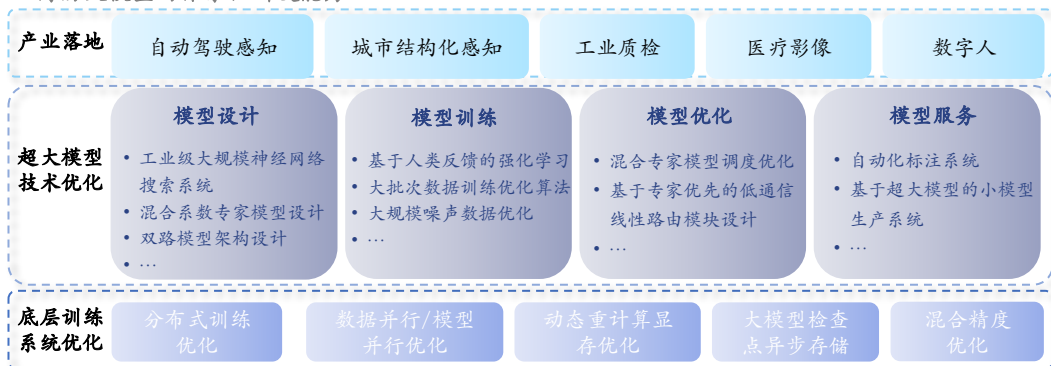 产业落地
自动驾驶感知
城市结构化感知
工业质检
医疗影像
数字人
超大模型
技术优化
模型设计
• 工业级大规模神经网络
搜索系统
• 混合系数专家模型设计
• 双路模型架构设计
• …
模型训练
• 基于人类反馈的强化学习
• 大批次数据训练优化算法
• 大规模噪声数据优化
• …
模型优化
• 混合专家模型调度优化
• 基于专家优先的低通信
线性路由模块设计
• …
模型服务
• 自动化标注系统
• 基于超大模型的小模型
生产系统
• …
底层训练
系统优化
分布式训练
优化
数据并行/模型
并行优化
动态重计算显
存优化
大模型检查
点异步存储
混合精度
优化